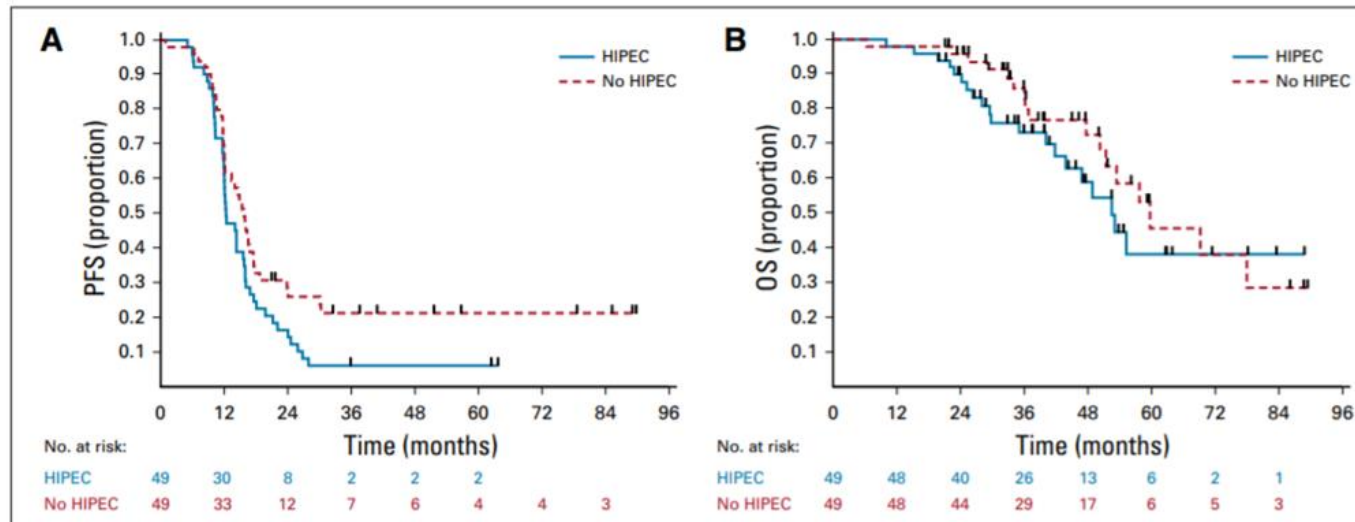 A
1.0
0.9
0.8
0.7
0.6
0.5
0.4
0.3
0.2
0.1
PFS (proportion)
HIPEC
No HIPEC
0 12 24 36 48 60 72 84 96
Time (months)
No. at risk:
HIPEC 49 30 8 2 2 2
No HIPEC 49 33 12 7 6 4 4 3
B
1.0
0.9
0.8
0.7
0.6
0.5
0.4
0.3
0.2
0.1
OS (proportion)
HIPEC
No HIPEC
0 12 24 36 48 60 72 84 96
Time (months)
No. at risk:
HIPEC 49 48 40 26 13 6 2 1
No HIPEC 49 48 44 29 17 6 5 3